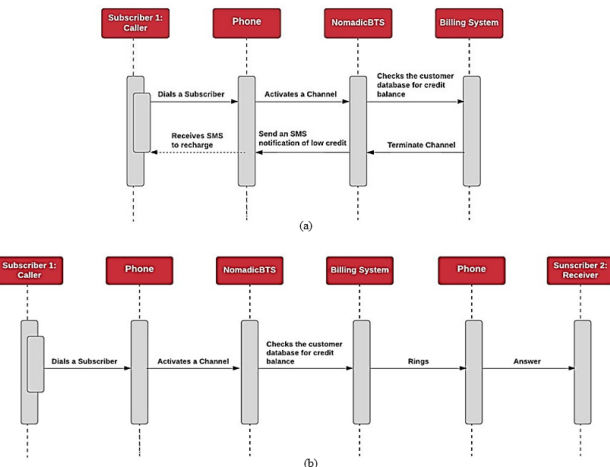 Subscriber 1:
Caller
Phone
NomadicBTS
Billing System
Dials a Subscriber
Activates a Channel
Checks the customer
database for credit
balance
Receives SMS
to recharge
Send an SMS
notification of low credit
Terminate Channel
(a)
Subscriber 1:
Caller
Phone
NomadicBTS
Billing System
Phone
Sunscriber 2:
Receiver
Dials a Subscriber
Activates a Channel
Checks the customer
database for credit
balance
Rings
Answer
(b)